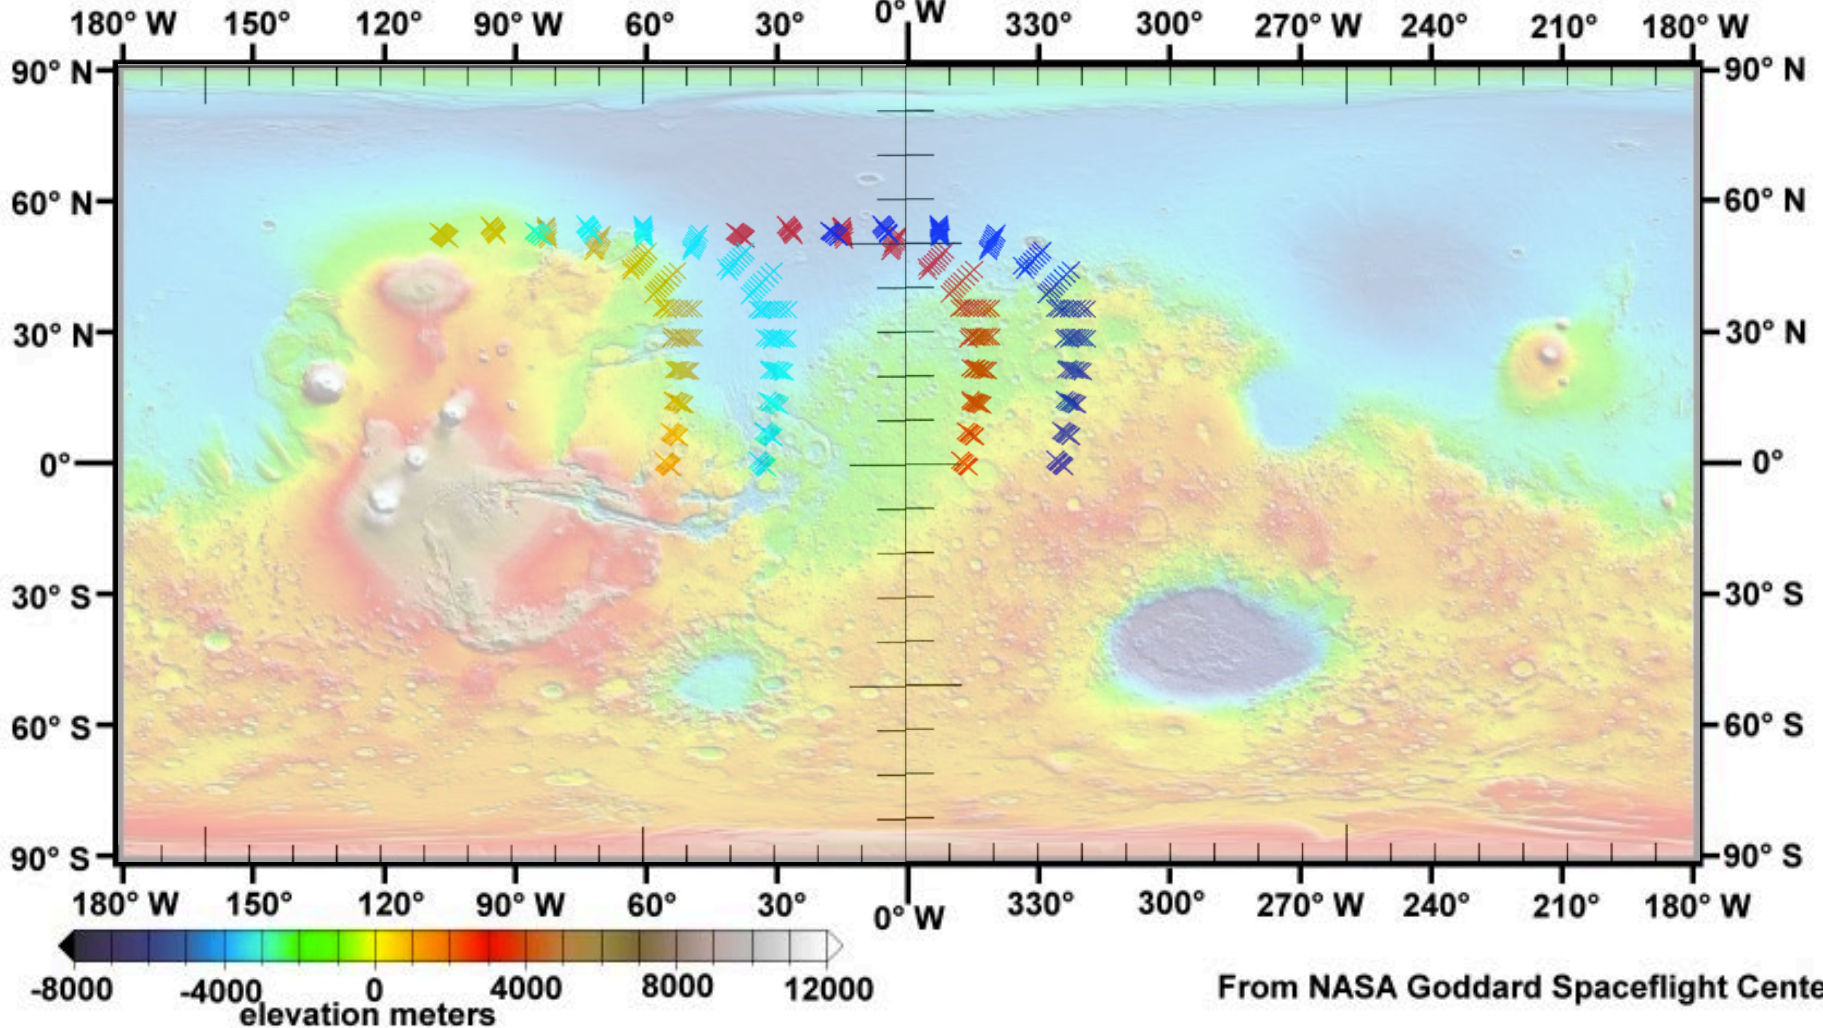 180° W 150° 120° 90° W 60° 30° 0° W 330° 300° 270° W 240° 210° 180° W
90° N 90° N
60° N 60° N
30° N 30° N
0° 0°
30° S 30° S
60° S 60° S
90° S 90° S
180° W 150° 120° 90° W 60° 30° 0° W 330° 300° 270° W 240° 210° 180° W
-8000 -4000 0 4000 8000 12000
elevation meters
From NASA Goddard Spaceflight Cente